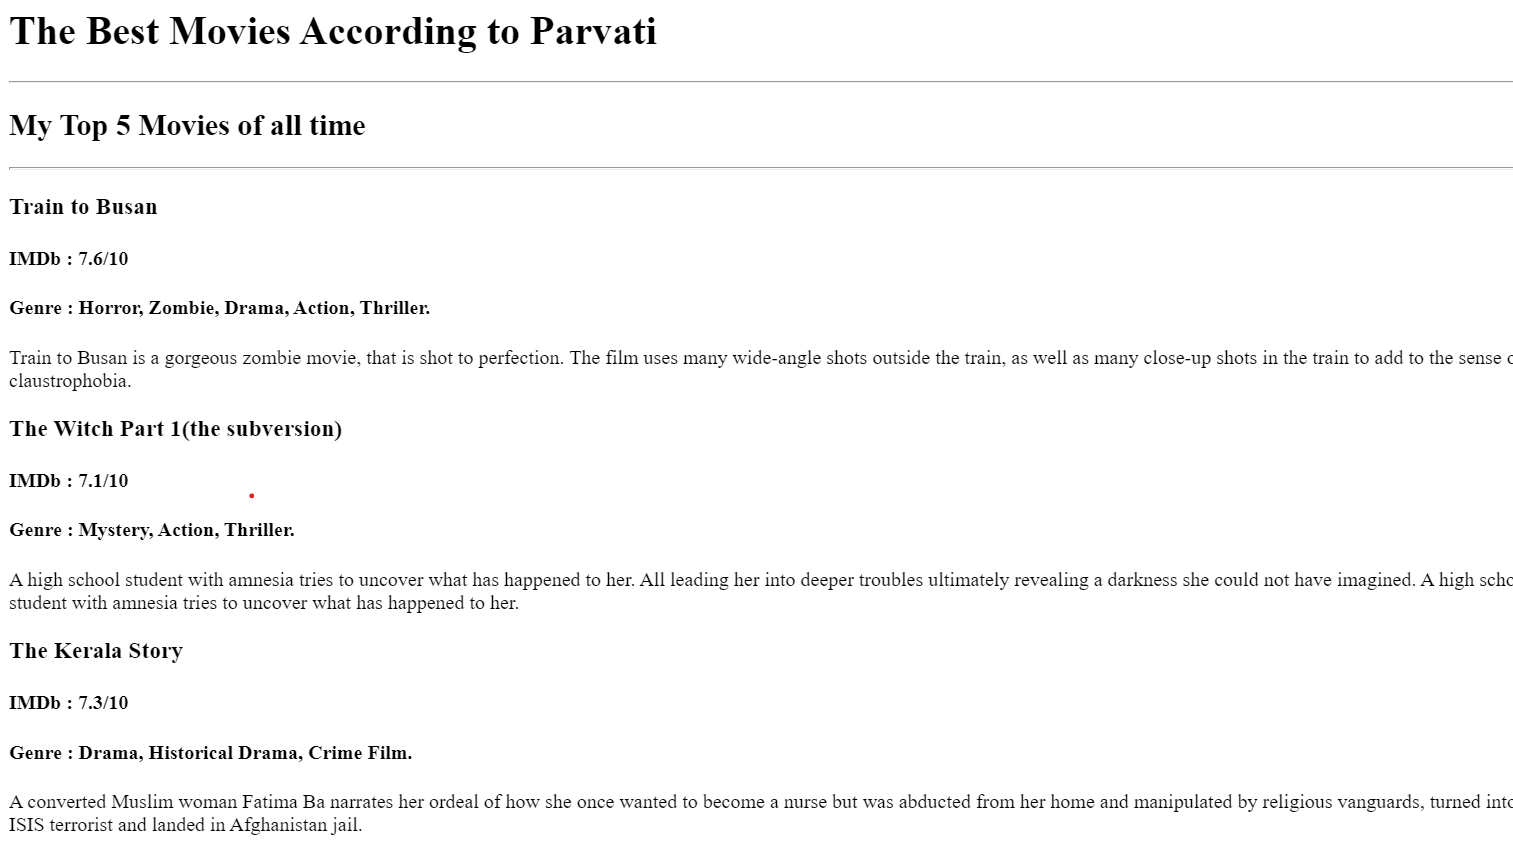 The Best Movies According to Parvati
My Top 5 Movies of all time
Train to Busan
IMDb : 7.6/10
Genre : Horror, Zombie, Drama, Action, Thriller.
Train to Busan is a gorgeous zombie movie, that is shot to perfection. The film uses many wide-angle shots outside the train, as well as many close-up shots in the train to add to the sense
claustrophobia.
The Witch Part 1(the subversion)
IMDb : 7.1/10
Genre : Mystery, Action, Thriller.
A high school student with amnesia tries to uncover what has happened to her. All leading her into deeper troubles ultimately revealing a darkness she could not have imagined. A high
student with amnesia tries to uncover what has happened to her.
The Kerala Story
IMDb : 7.3/10
Genre : Drama, Historical Drama, Crime Film.
A converted Muslim woman Fatima Ba narrates her ordeal of how she once wanted to become a nurse but was abducted from her home and manipulated by religious vanguards, turned
ISIS terrorist and landed in Afghanistan jail.